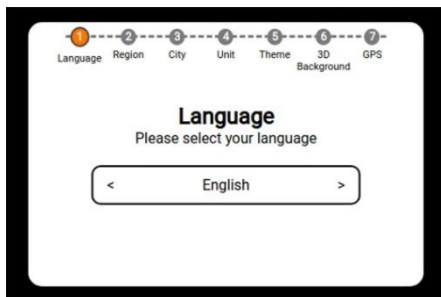 1 2 3 4 5 6 7
Language Region City Unit Theme 3D Background GPS
Language
Please select your language
< English >